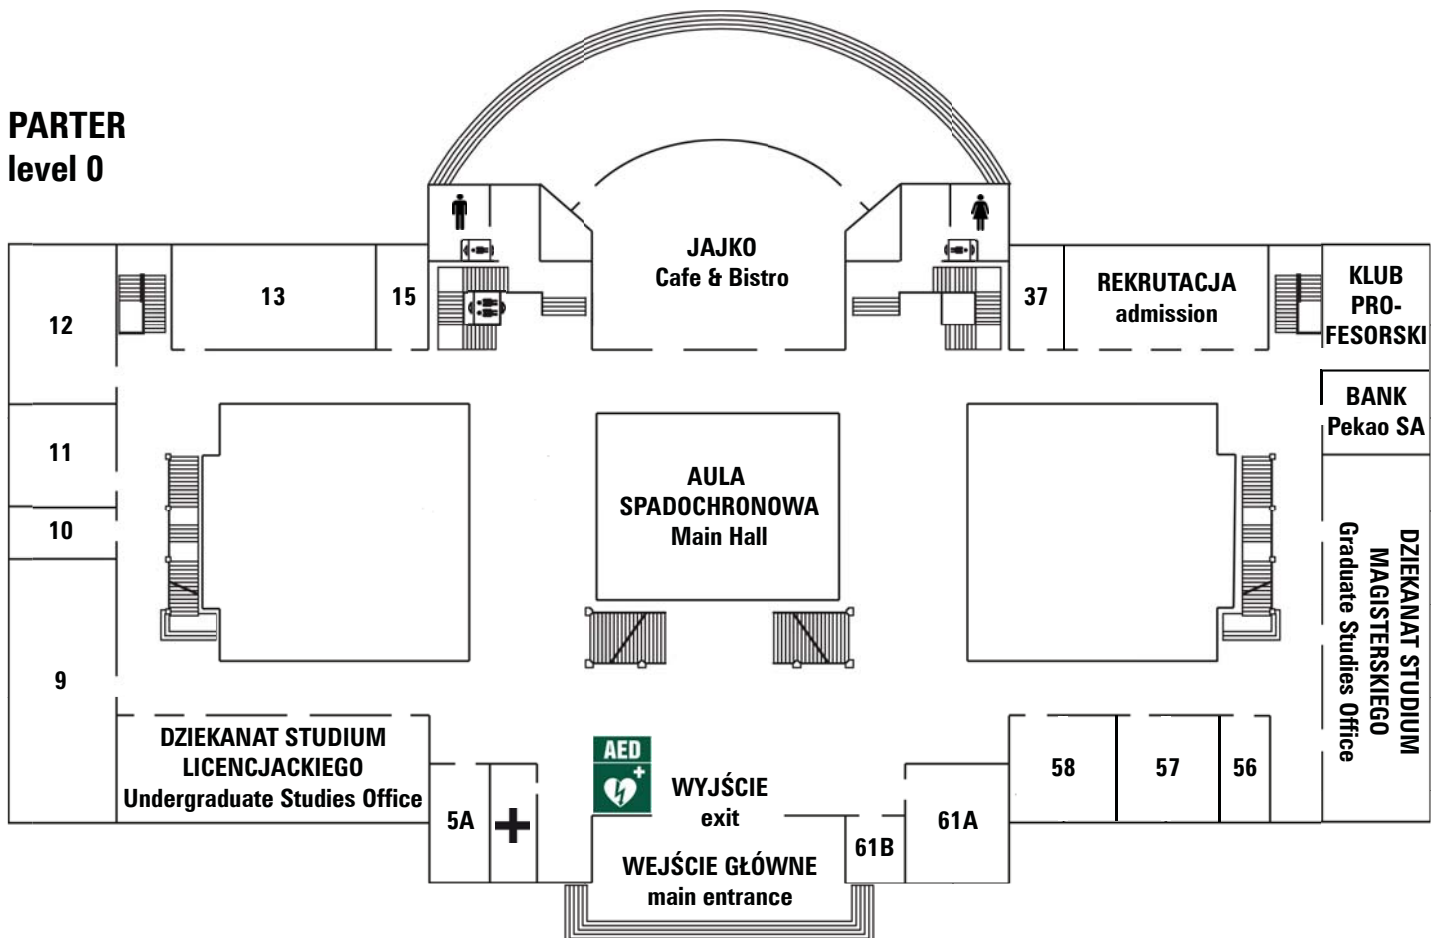 PARTER
level 0
JAJKO
Cafe & Bistro
12
13
15
37
REKRUTACJA
admission
KLUB
PRO-
FESORSKI
BANK
Pekao SA
11
10
9
AULA
SPADOCHRONOWA
Main Hall
DZIEKANAT STUDIUM
MAGISTERSKIEGO
Graduate Studies Office
DZIEKANAT STUDIUM
LICENCJACKIEGO
Undergraduate Studies Office
5A
AED
WYJŚCIE
exit
WEJŚCIE GŁÓWNE
main entrance
61B
61A
58
57
56